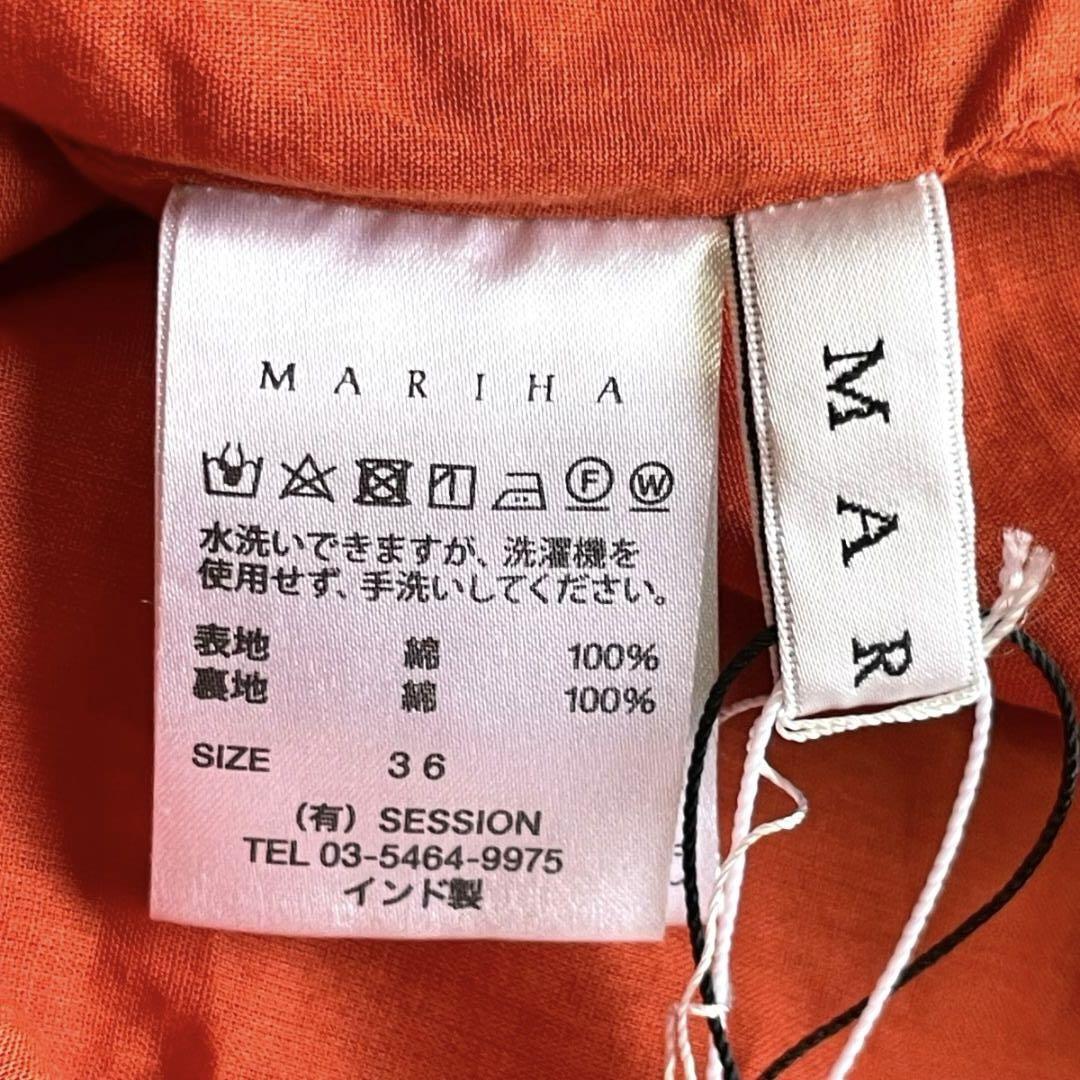 MARIHA
F W
水洗いできますが、洗濯機を
使用せず、手洗いしてください。
表地 綿 100%
裏地 綿 100%
SIZE 36
(有) SESSION
TEL 03-5464-9975
インド製
MAR